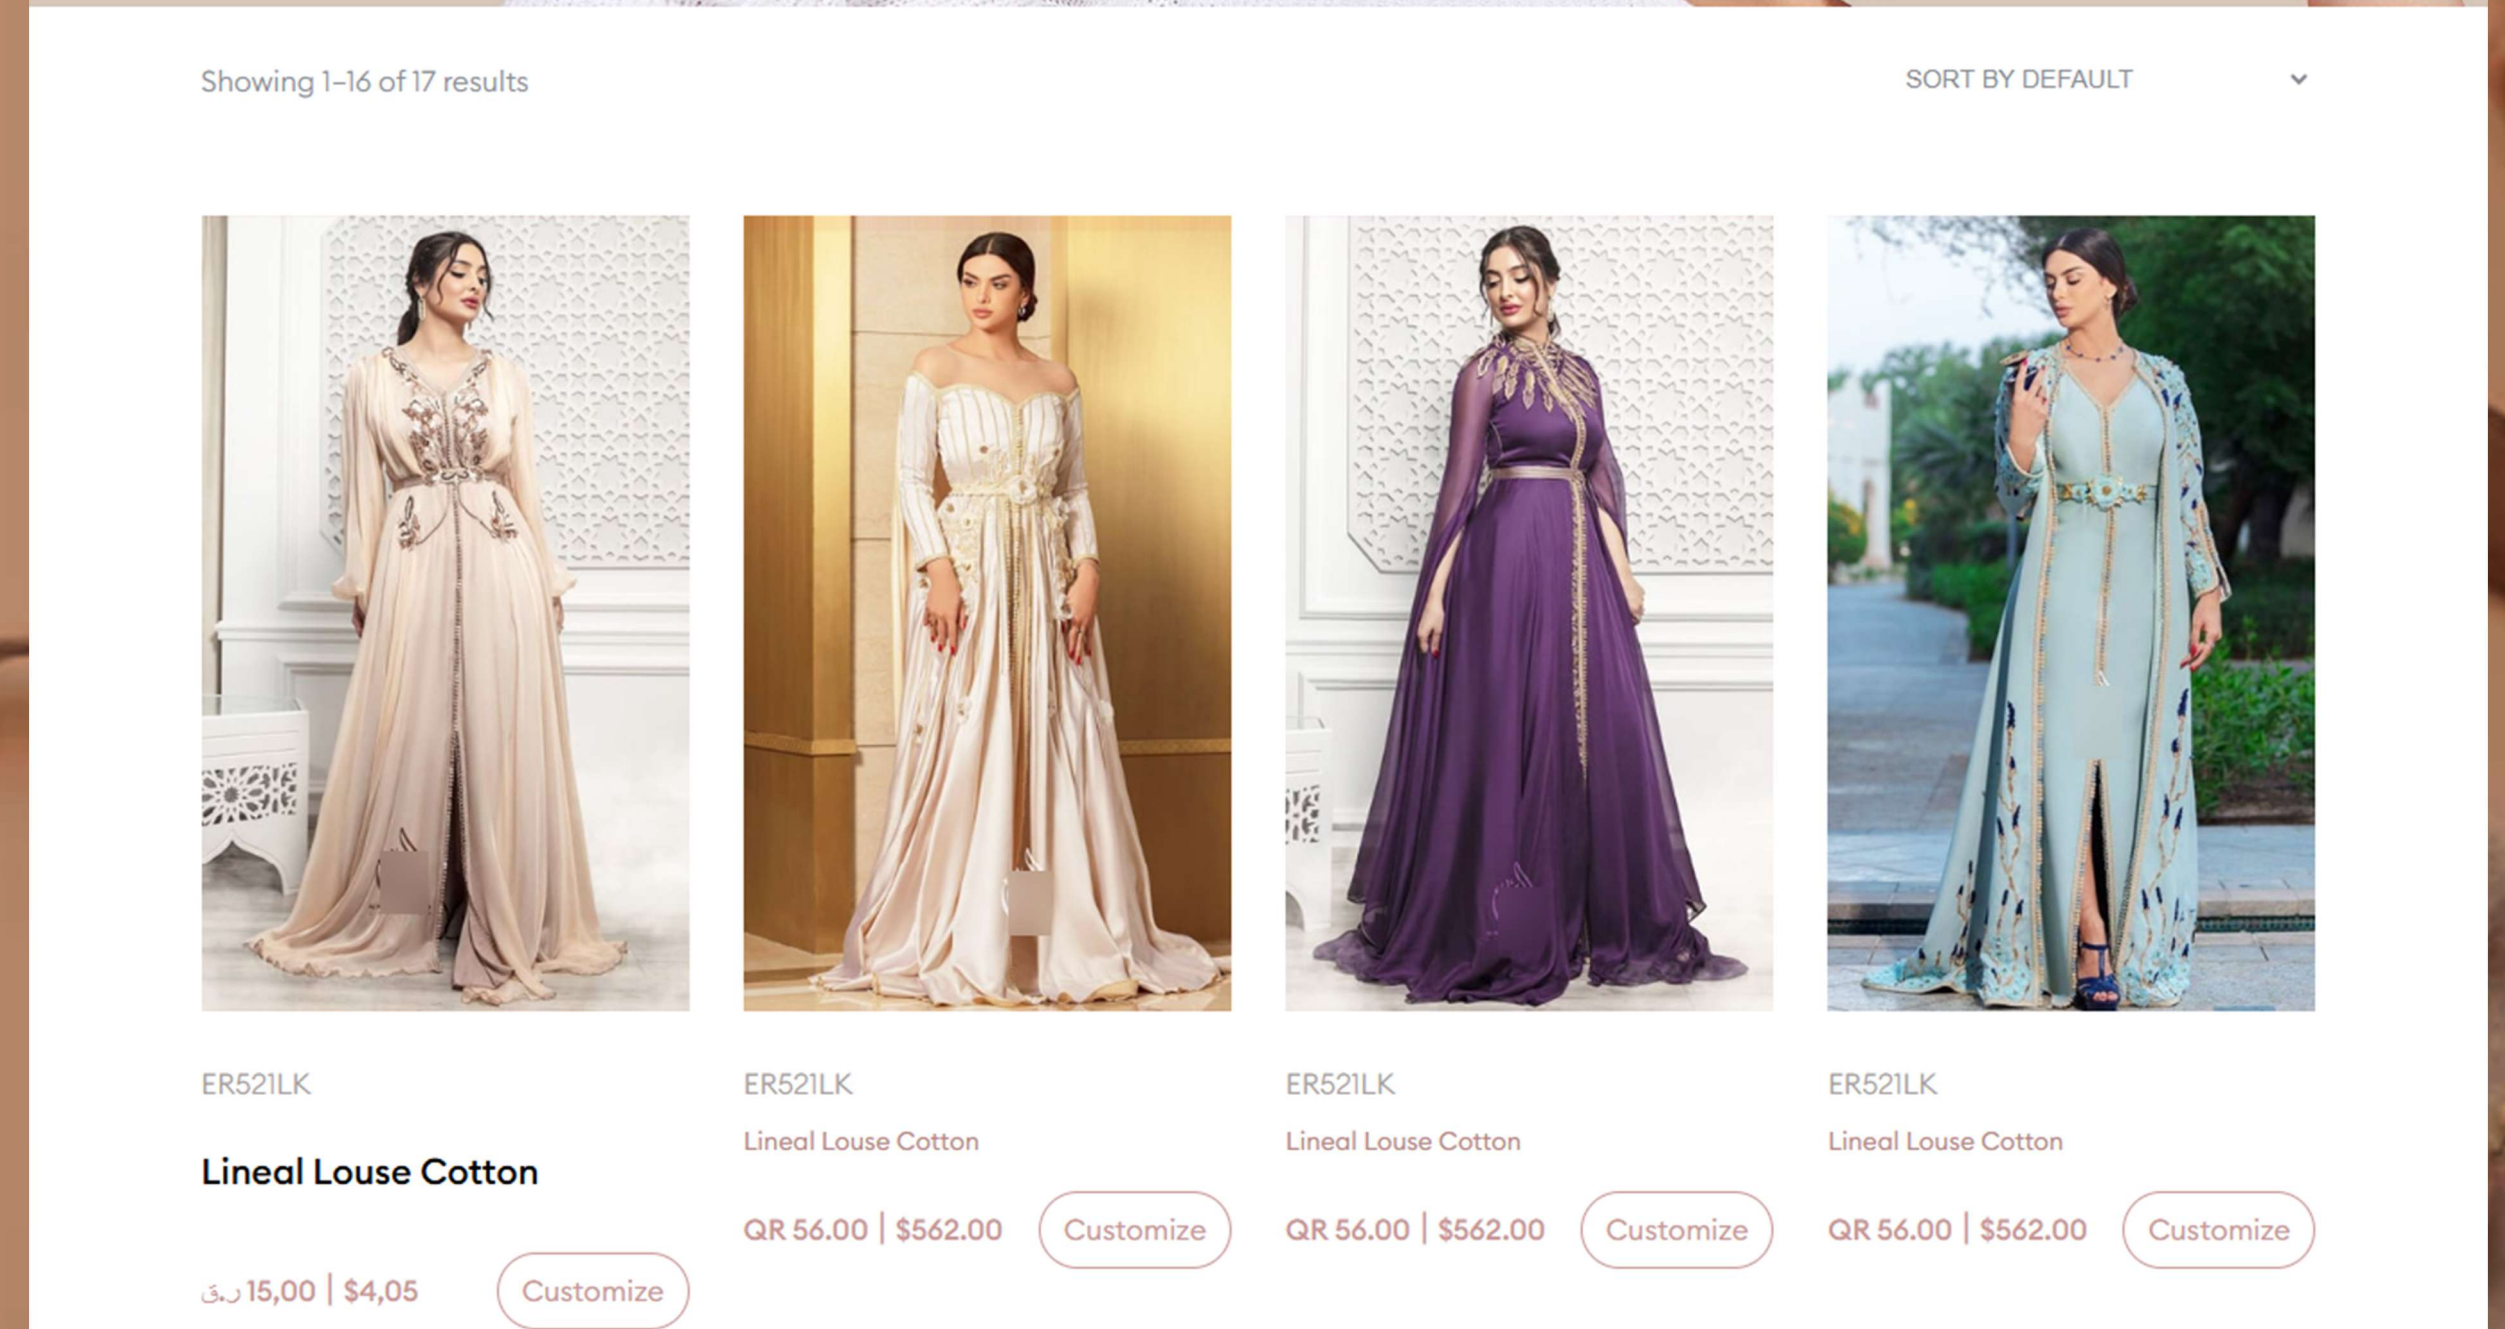 Showing 1–16 of 17 results
SORT BY DEFAULT
ER521LK
Lineal Louse Cotton
ر.ق 15,00 | $4,05
Customize
ER521LK
Lineal Louse Cotton
QR 56.00 | $562.00
Customize
ER521LK
Lineal Louse Cotton
QR 56.00 | $562.00
Customize
ER521LK
Lineal Louse Cotton
QR 56.00 | $562.00
Customize